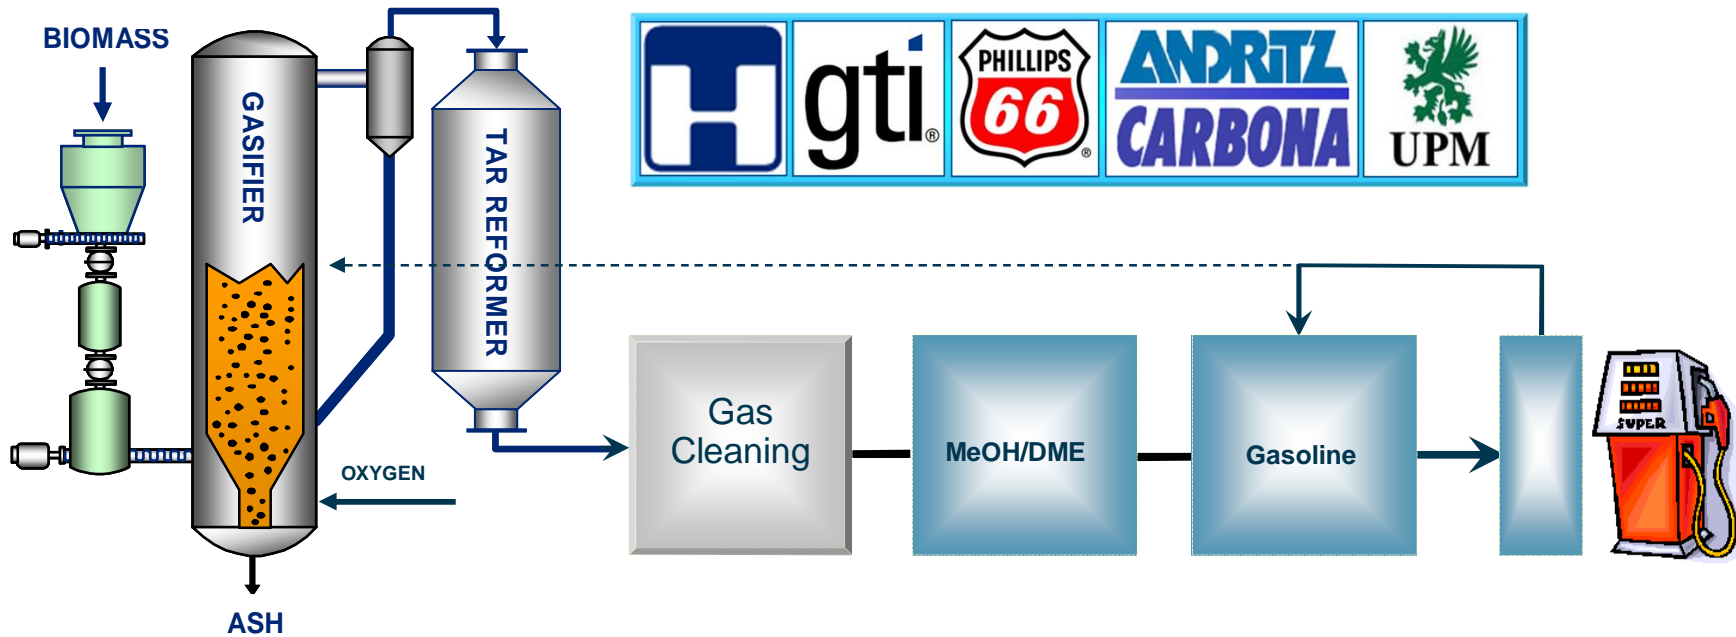 BIOMASS
GASIFIER
TAR REFORMER
gti®
PHILLIPS
66®
ANDRITZ
CARBONA
UPM
OXYGEN
ASH
Gas
Cleaning
MeOH/DME
Gasoline
SUPER